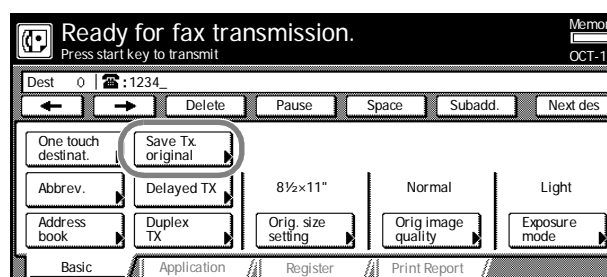 Ready for fax transmission.
Press start key to transmit
Memor
OCT-1
Dest 0 ☎:1234_
Delete Pause Space Subadd. Next des
One touch destinat.
Save Tx. original
Abbrev. Delayed TX 8½×11" Normal Light
Address book
Duplex TX
Orig. size setting
Orig image quality
Exposure mode
Basic Application Register Print Report